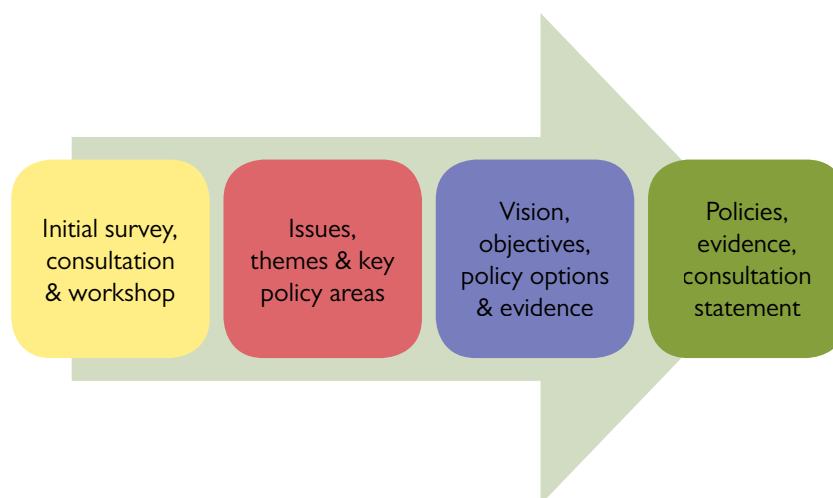 Initial survey,
consultation
& workshop
Issues,
themes & key
policy areas
Vision,
objectives,
policy options
& evidence
Policies,
evidence,
consultation
statement